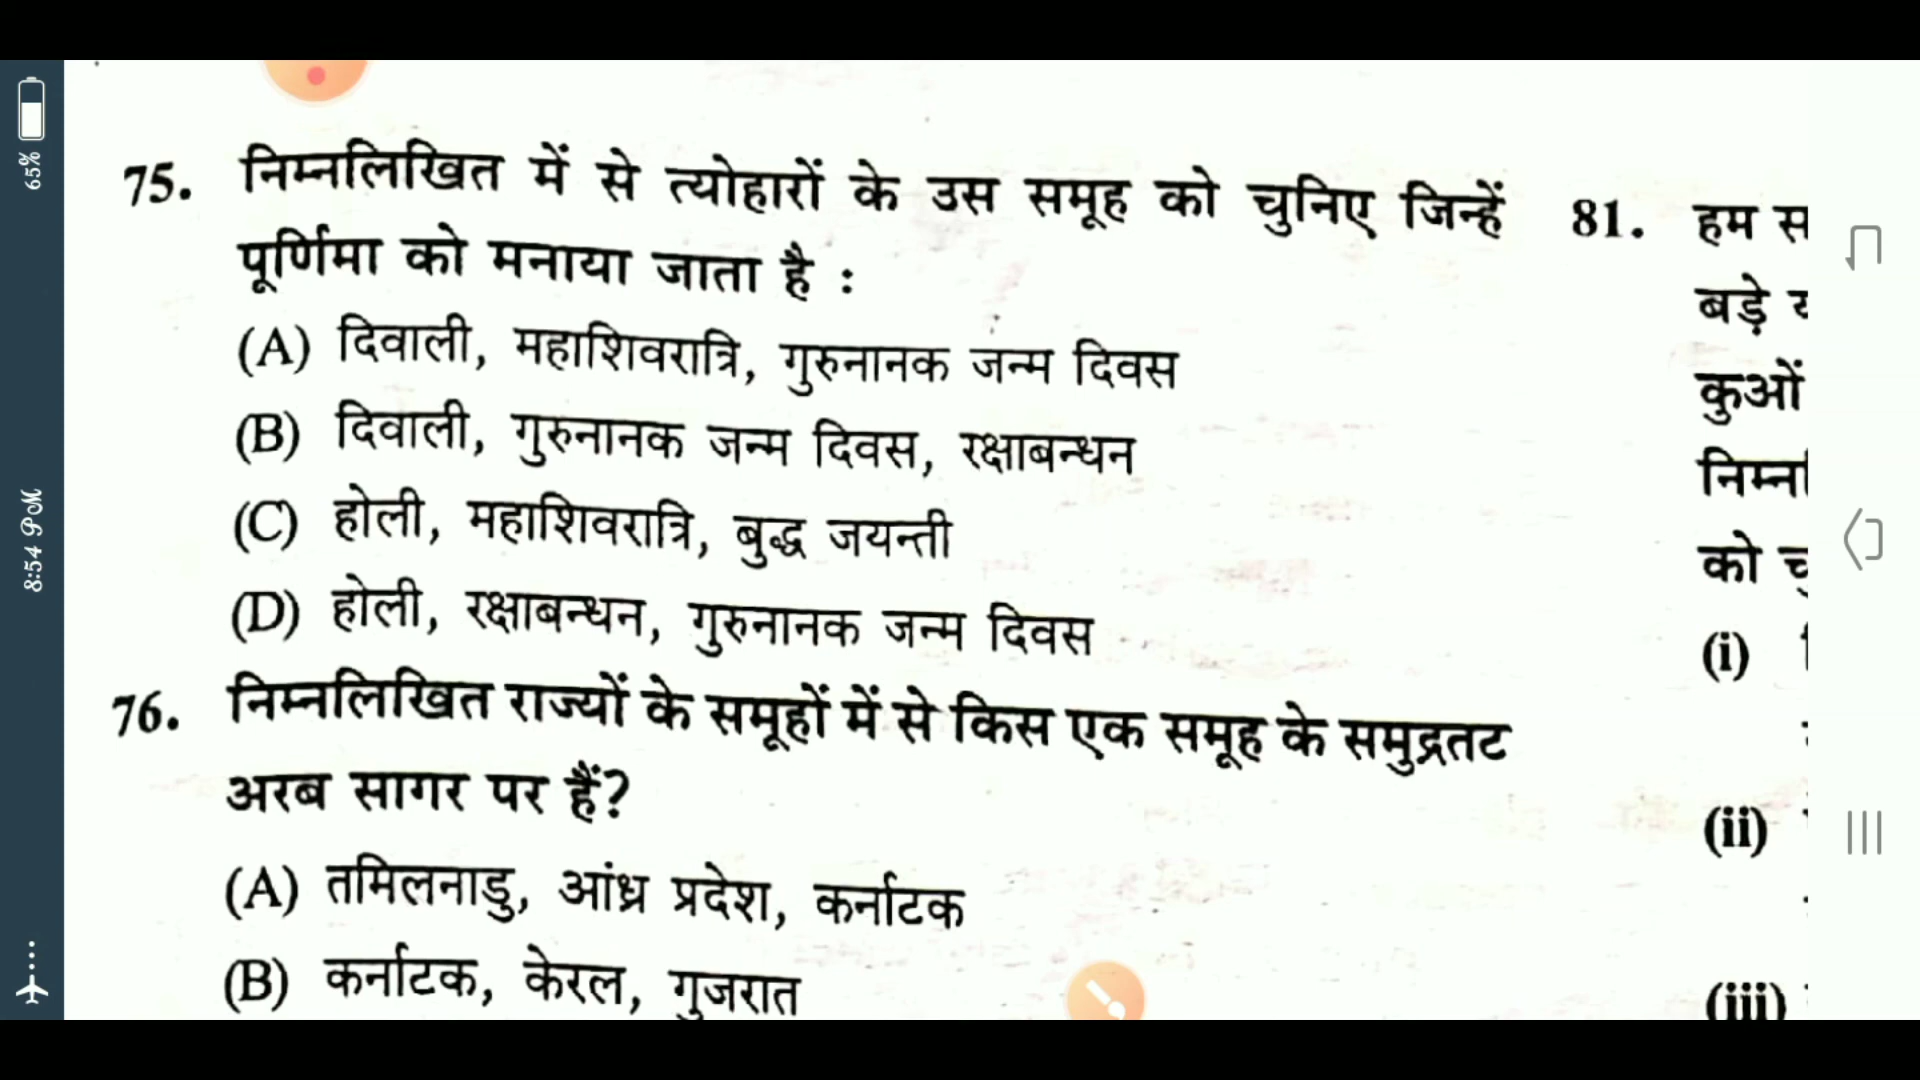 75. निम्नलिखित में से त्योहारों के उस समूह को चुनिए जिन्हें
पूर्णिमा को मनाया जाता है :
(A) दिवाली, महाशिवरात्रि, गुरुनानक जन्म दिवस
(B) दिवाली, गुरुनानक जन्म दिवस, रक्षाबन्धन
(C) होली, महाशिवरात्रि, बुद्ध जयन्ती
(D) होली, रक्षाबन्धन, गुरुनानक जन्म दिवस
76. निम्नलिखित राज्यों के समूहों में से किस एक समूह के समुद्रतट
अरब सागर पर हैं?
(A) तमिलनाडु, आंध्र प्रदेश, कर्नाटक
(B) कर्नाटक, केरल, गुजरात
81. हम
बड़े
कुओं
को
(i)
(ii)
(iii)
65%
8:54 PM